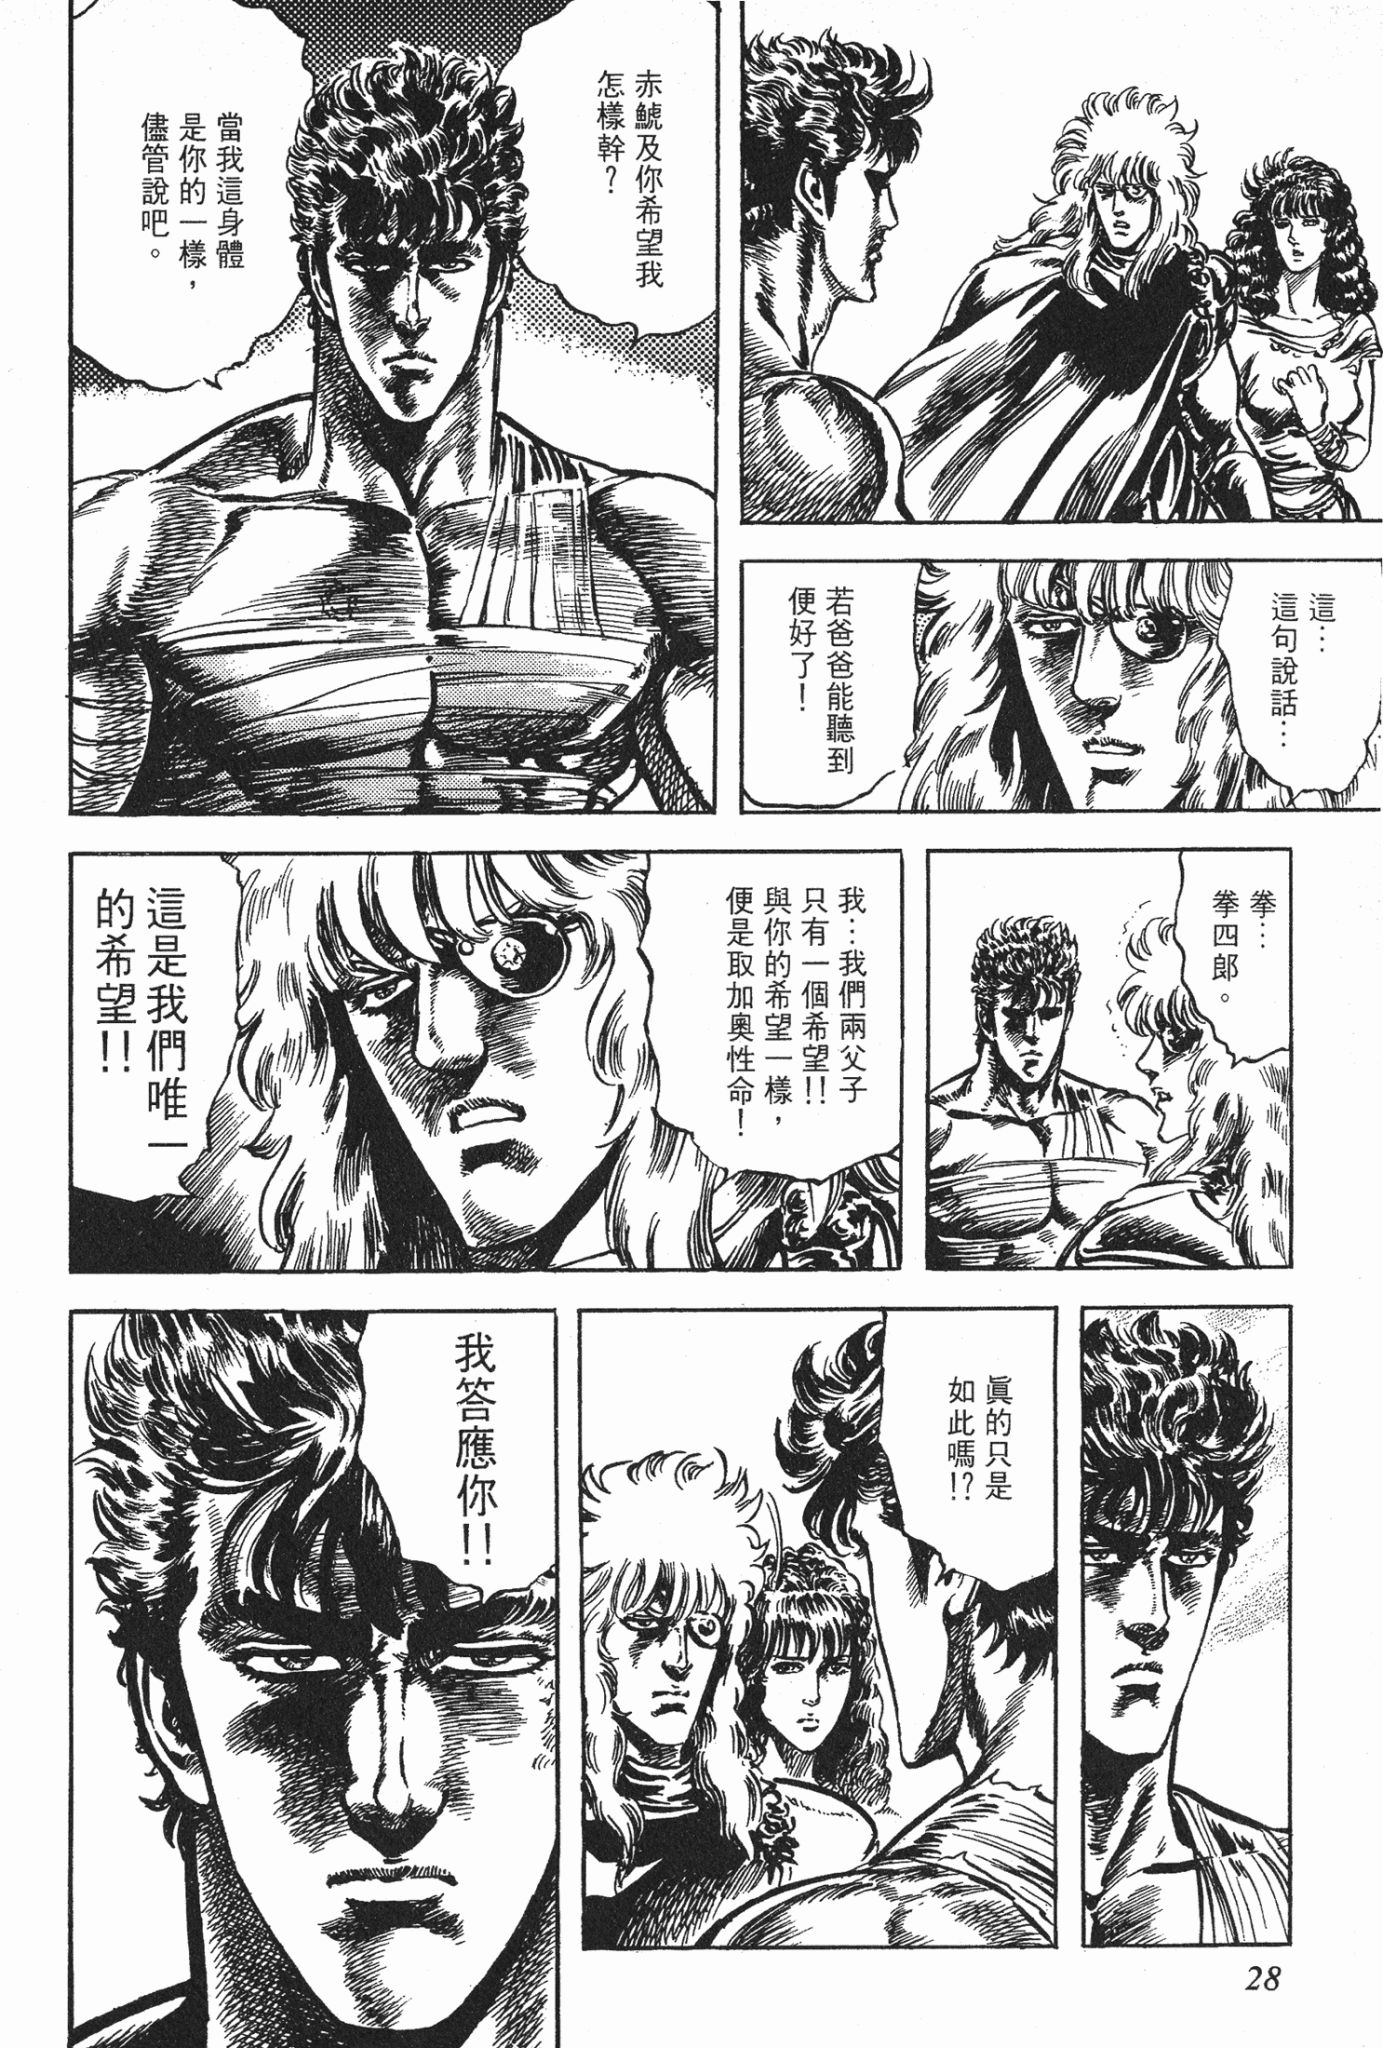 這…
這句說話…
若爸爸能聽到
便好了!
赤鯱及你希望我
怎樣幹?
當我這身體
是你的一樣,
儘管說吧。
拳…
拳四郎。
我…我們兩父子
只有一個希望!!
與你的希望一樣,
便是取加奧性命!
這是我們唯一
的希望!!
眞的只是
如此嗎!?
我答應你!!
28